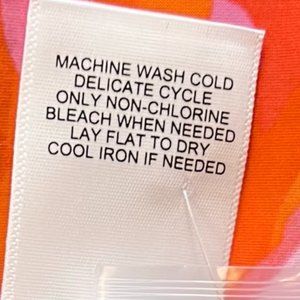 MACHINE WASH COLD
DELICATE CYCLE
ONLY NON-CHLORINE
BLEACH WHEN NEEDED
LAY FLAT TO DRY
COOL IRON IF NEEDED